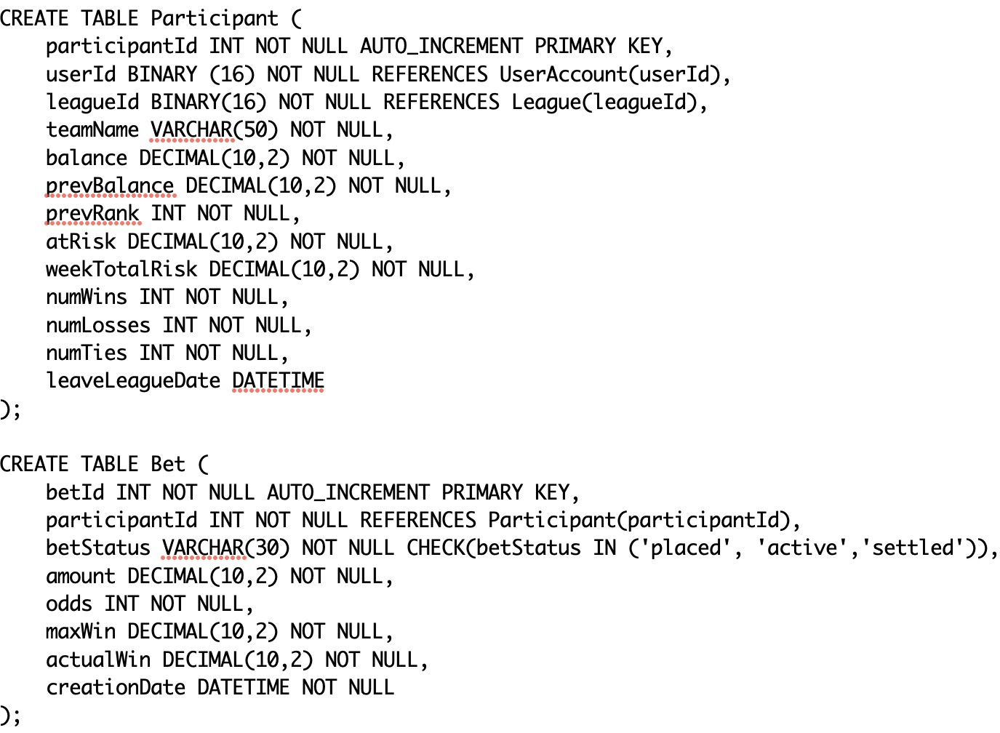 CREATE TABLE Participant (
    participantId INT NOT NULL AUTO_INCREMENT PRIMARY KEY,
    userId BINARY (16) NOT NULL REFERENCES UserAccount(userId),
    leagueId BINARY(16) NOT NULL REFERENCES League(leagueId),
    teamName VARCHAR(50) NOT NULL,
    balance DECIMAL(10,2) NOT NULL,
    prevBalance DECIMAL(10,2) NOT NULL,
    prevRank INT NOT NULL,
    atRisk DECIMAL(10,2) NOT NULL,
    weekTotalRisk DECIMAL(10,2) NOT NULL,
    numWins INT NOT NULL,
    numLosses INT NOT NULL,
    numTies INT NOT NULL,
    leaveLeagueDate DATETIME
);

CREATE TABLE Bet (
    betId INT NOT NULL AUTO_INCREMENT PRIMARY KEY,
    participantId INT NOT NULL REFERENCES Participant(participantId),
    betStatus VARCHAR(30) NOT NULL CHECK(betStatus IN ('placed', 'active','settled')),
    amount DECIMAL(10,2) NOT NULL,
    odds INT NOT NULL,
    maxWin DECIMAL(10,2) NOT NULL,
    actualWin DECIMAL(10,2) NOT NULL,
    creationDate DATETIME NOT NULL
);